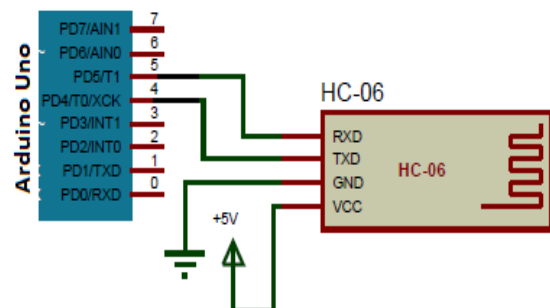 Arduino Uno
PD7/AIN1 7
PD6/AIN0 6
PD5/T1 5
PD4/T0/XCK 4
PD3/INT1 3
PD2/INT0 2
PD1/TXD 1
PD0/RXD 0
HC-06
RXD
TXD
GND
VCC
HC-06
+5V